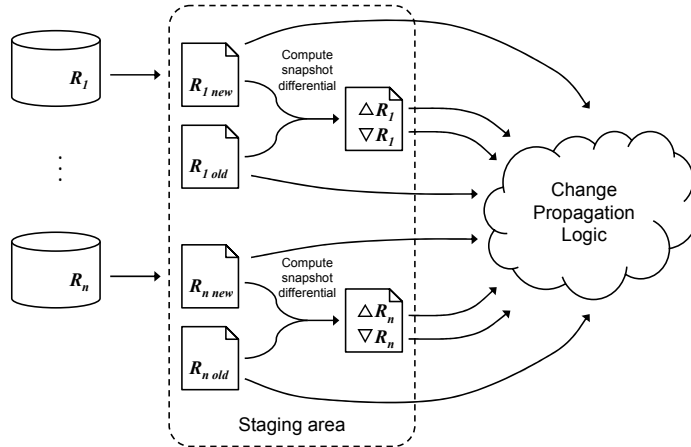 R1
R1 new
Compute
snapshot
differential
△R1
▽R1
R1 old
⋮
Change
Propagation
Logic
Rn
Rn new
Compute
snapshot
differential
△Rn
▽Rn
Rn old
Staging area